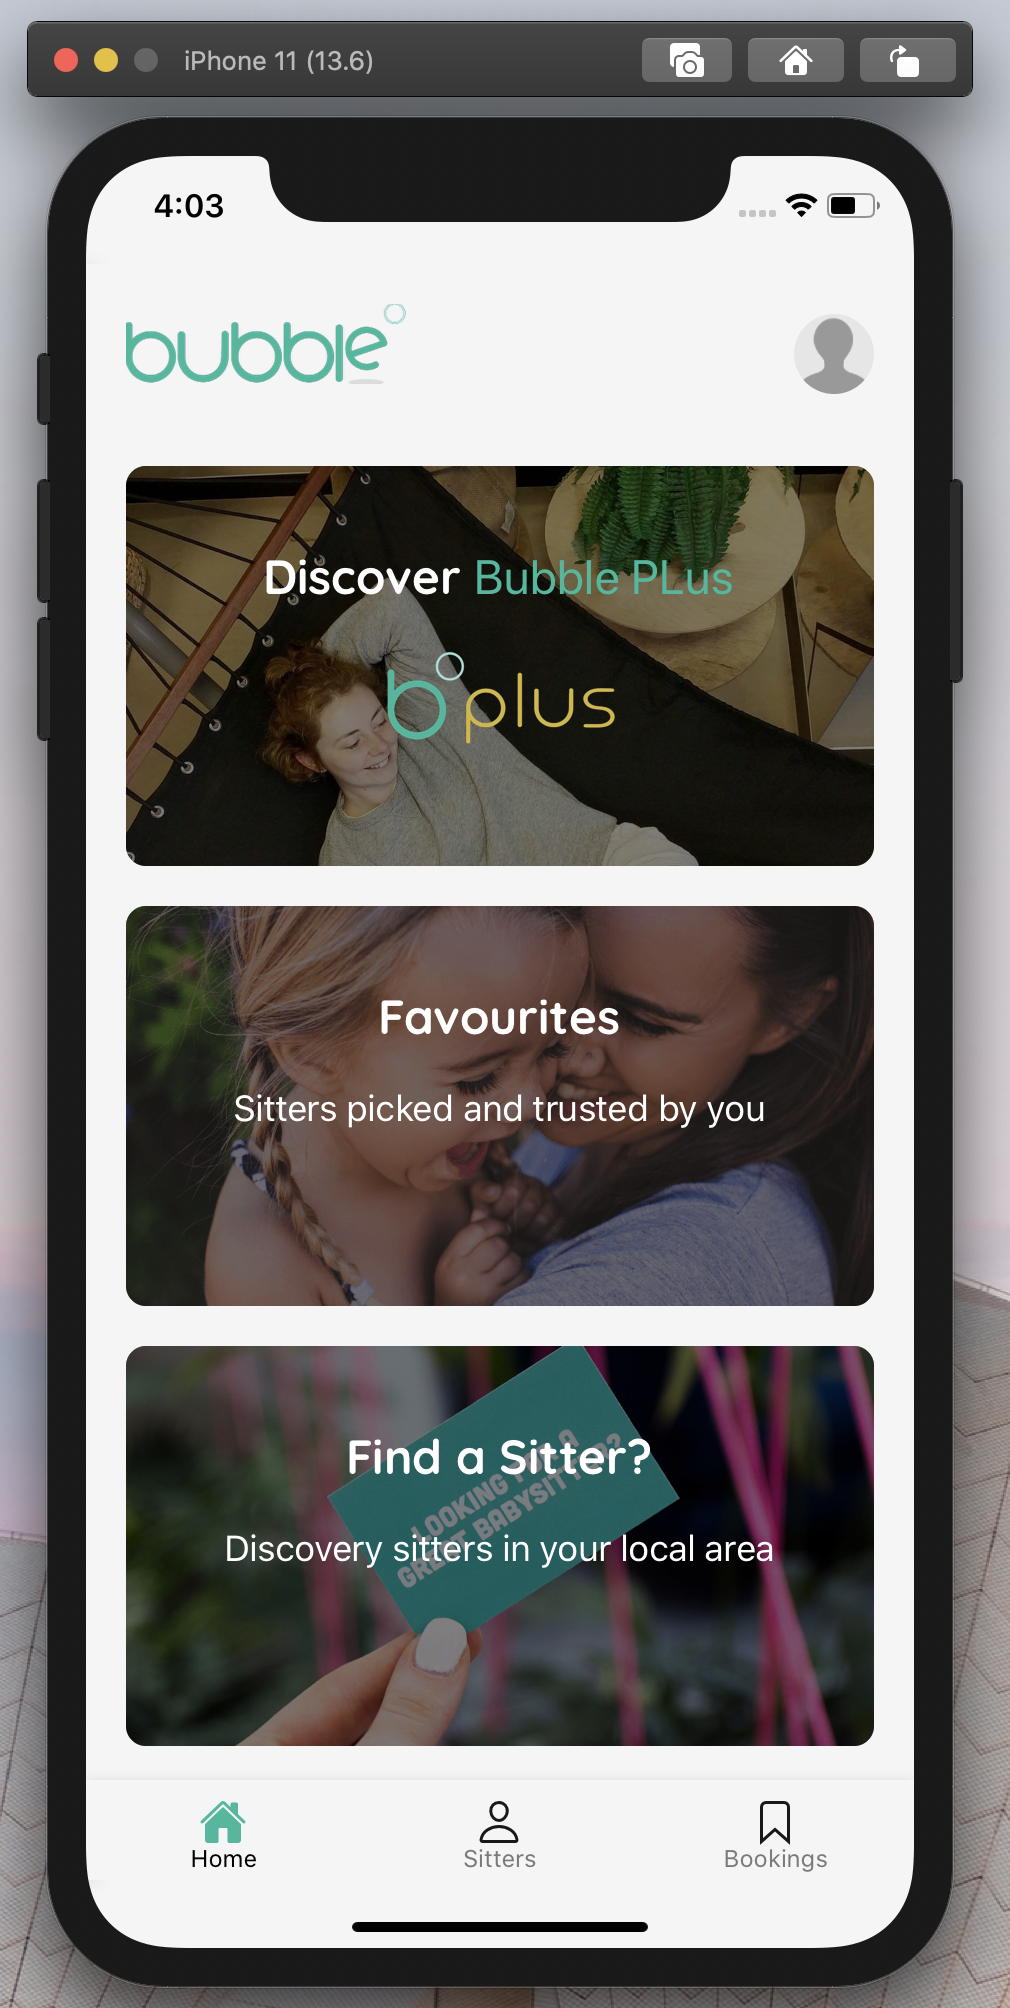 iPhone 11 (13.6)
4:03
bubble
Discover Bubble PLus
b plus
Favourites
Sitters picked and trusted by you
LOOKING FOR A
GREAT BABYSITTER?
Find a Sitter?
Discovery sitters in your local area
Home Sitters Bookings